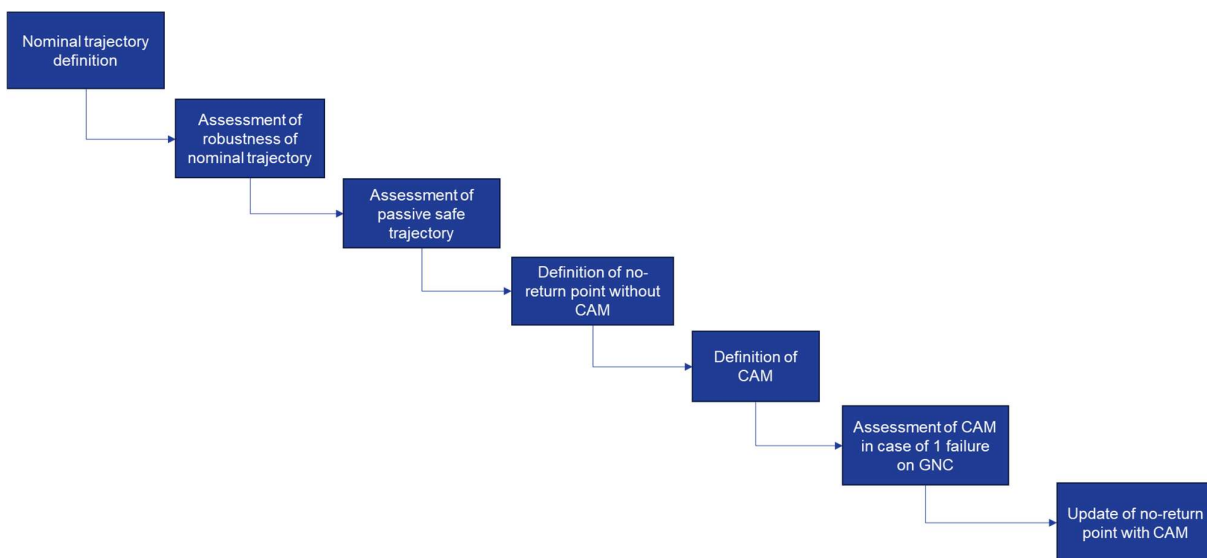 Nominal trajectory
definition
Assessment of
robustness of
nominal trajectory
Assessment of
passive safe
trajectory
Definition of no-
return point without
CAM
Definition of
CAM
Assessment of CAM
in case of 1 failure
on GNC
Update of no-return
point with CAM